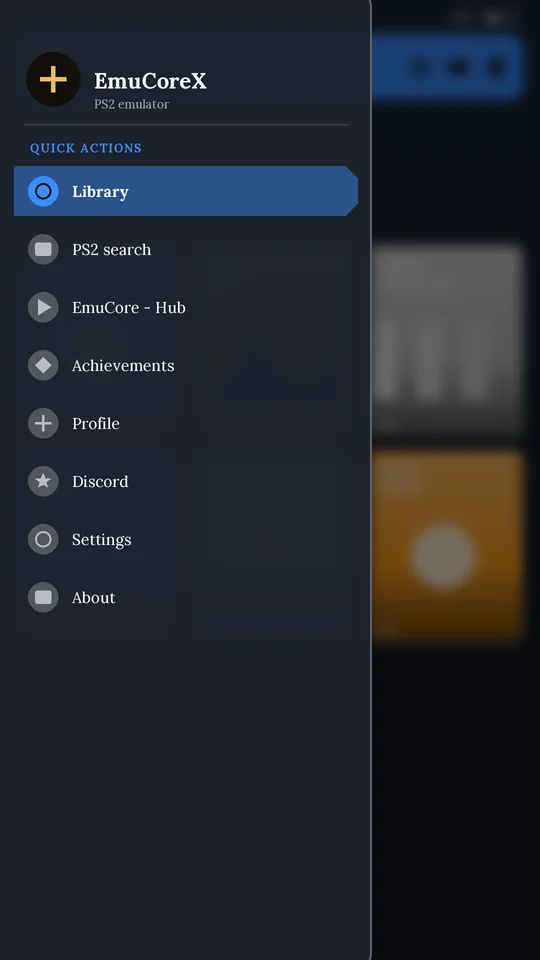 EmuCoreX
PS2 emulator
QUICK ACTIONS
Library
PS2 search
EmuCore - Hub
Achievements
Profile
Discord
Settings
About